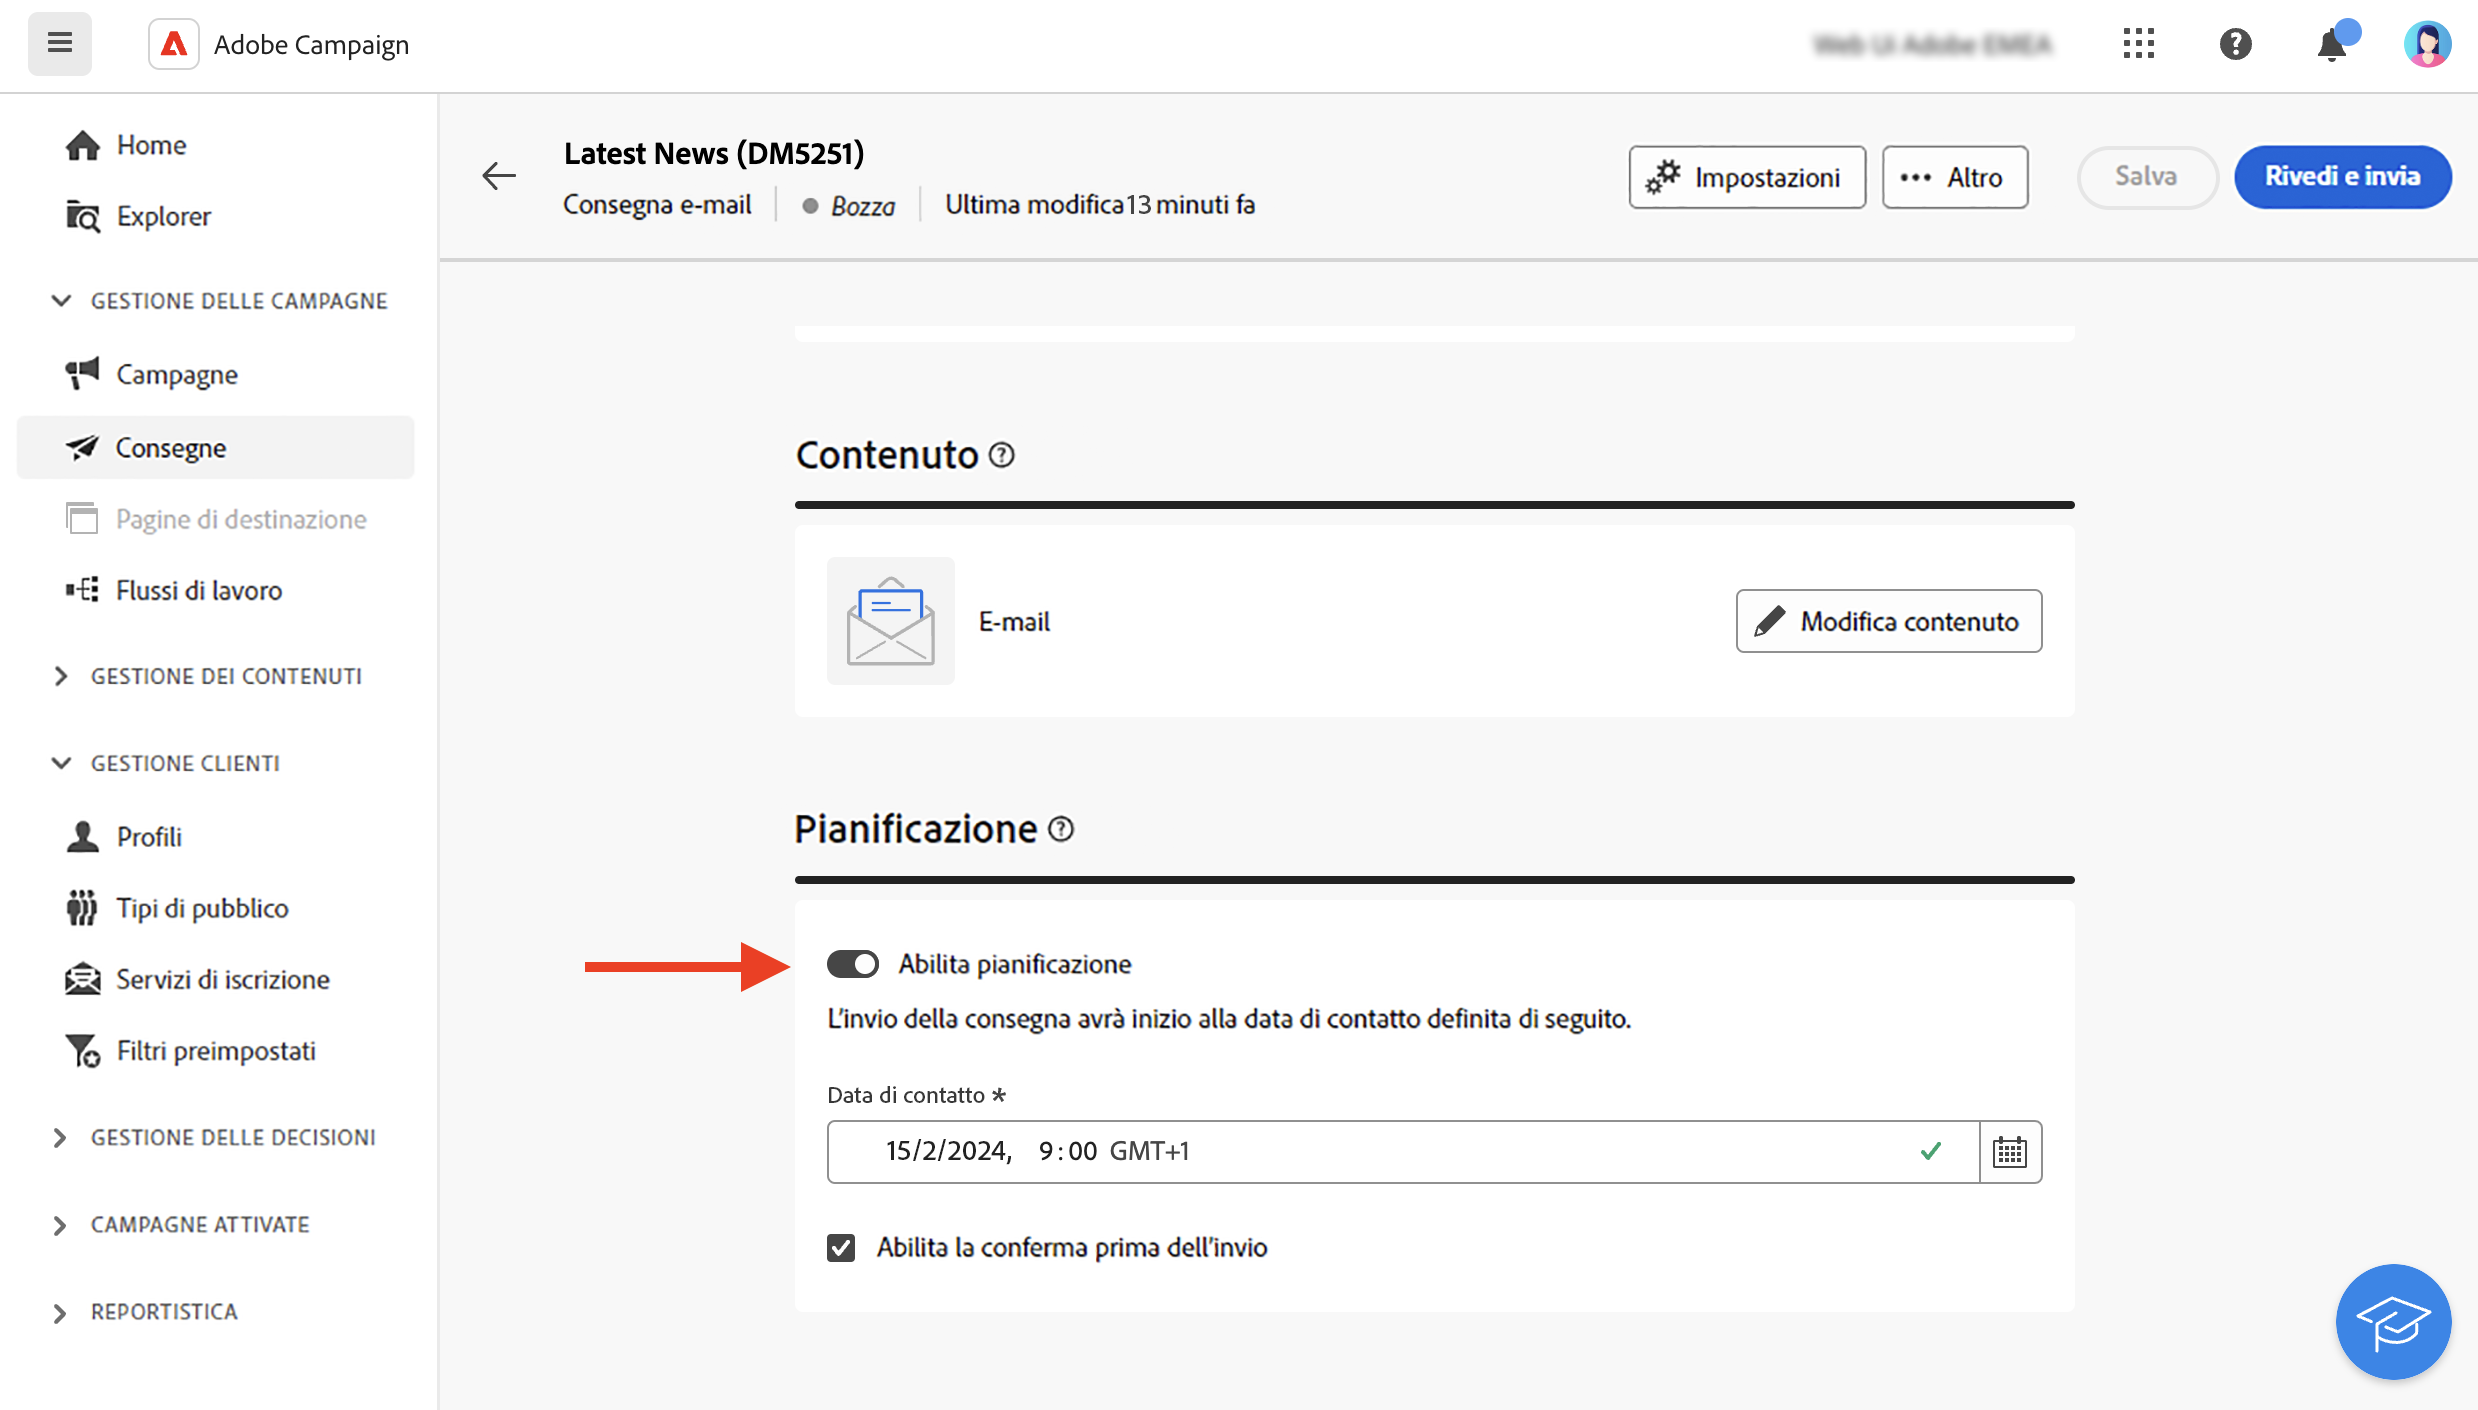 Adobe Campaign
Home
Explorer
GESTIONE DELLE CAMPAGNE
Campagne
Consegne
Pagine di destinazione
Flussi di lavoro
GESTIONE DEI CONTENUTI
GESTIONE CLIENTI
Profili
Tipi di pubblico
Servizi di iscrizione
Filtri preimpostati
GESTIONE DELLE DECISIONI
CAMPAGNE ATTIVATE
REPORTISTICA
Latest News (DM5251)
Consegna e-mail
Bozza
Ultima modifica13 minuti fa
Impostazioni
Altro
Salva
Rivedi e invia
Contenuto
E-mail
Modifica contenuto
Pianificazione
Abilita pianificazione
L'invio della consegna avrà inizio alla data di contatto definita di seguito.
Data di contatto *
15/2/2024, 9:00 GMT+1
Abilita la conferma prima dell'invio